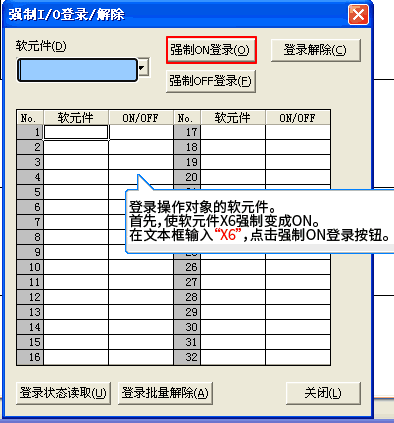 强制I/O登录/解除
软元件(D)
强制ON登录(O)
登录解除(C)
强制OFF登录(F)
No. 软元件 ON/OFF No. 软元件 ON/OFF
1 17
2 18
3 19
4 20
5
6
7
8
9
登录操作对象的软元件。
首先,使软元件X6强制变成ON。
在文本框输入“X6”,点击强制ON登录按钮。
10 26
11 27
12 28
13 29
14 30
15 31
16 32
登录状态读取(U) 登录批量解除(A) 关闭(L)